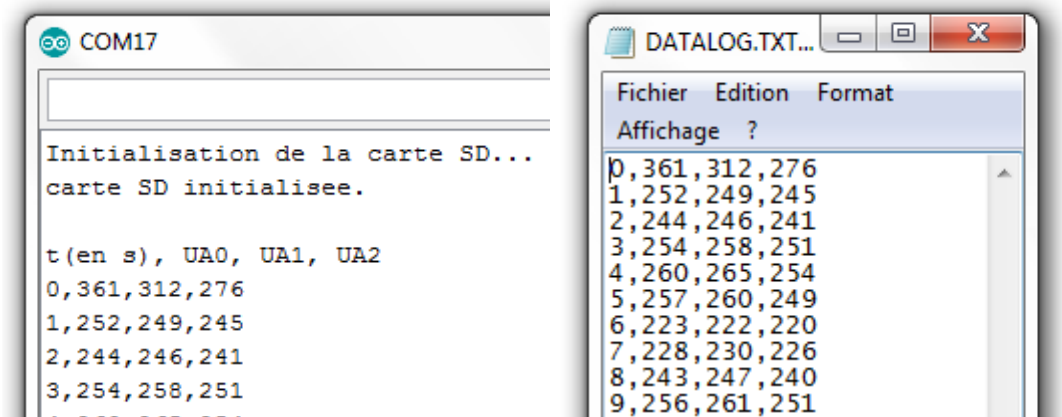 COM17
Initialisation de la carte SD...
carte SD initialisee.
t(en s), UA0, UA1, UA2
0,361,312,276
1,252,249,245
2,244,246,241
3,254,258,251
DATALOG.TXT...
Fichier Edition Format
Affichage ?
0,361,312,276
1,252,249,245
2,244,246,241
3,254,258,251
4,260,265,254
5,257,260,249
6,223,222,220
7,228,230,226
8,243,247,240
9,256,261,251